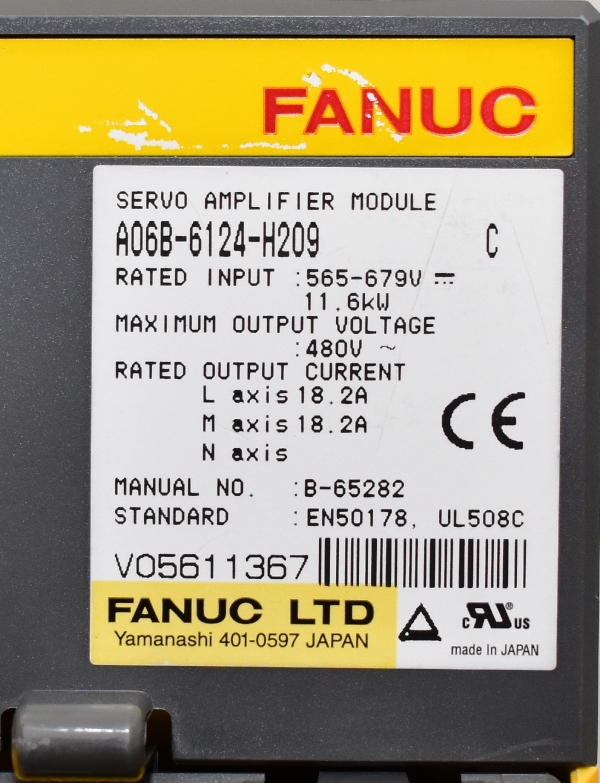 FANUC
SERVO AMPLIFIER MODULE
A06B-6124-H209 C
RATED INPUT :565-679V ⎓
11.6kW
MAXIMUM OUTPUT VOLTAGE
:480V ~
RATED OUTPUT CURRENT
L axis 18.2A
M axis 18.2A
N axis
CE
MANUAL NO. :B-65282
STANDARD :EN50178, UL508C
V05611367
FANUC LTD
Yamanashi 401-0597 JAPAN
c RU ® US
made in JAPAN